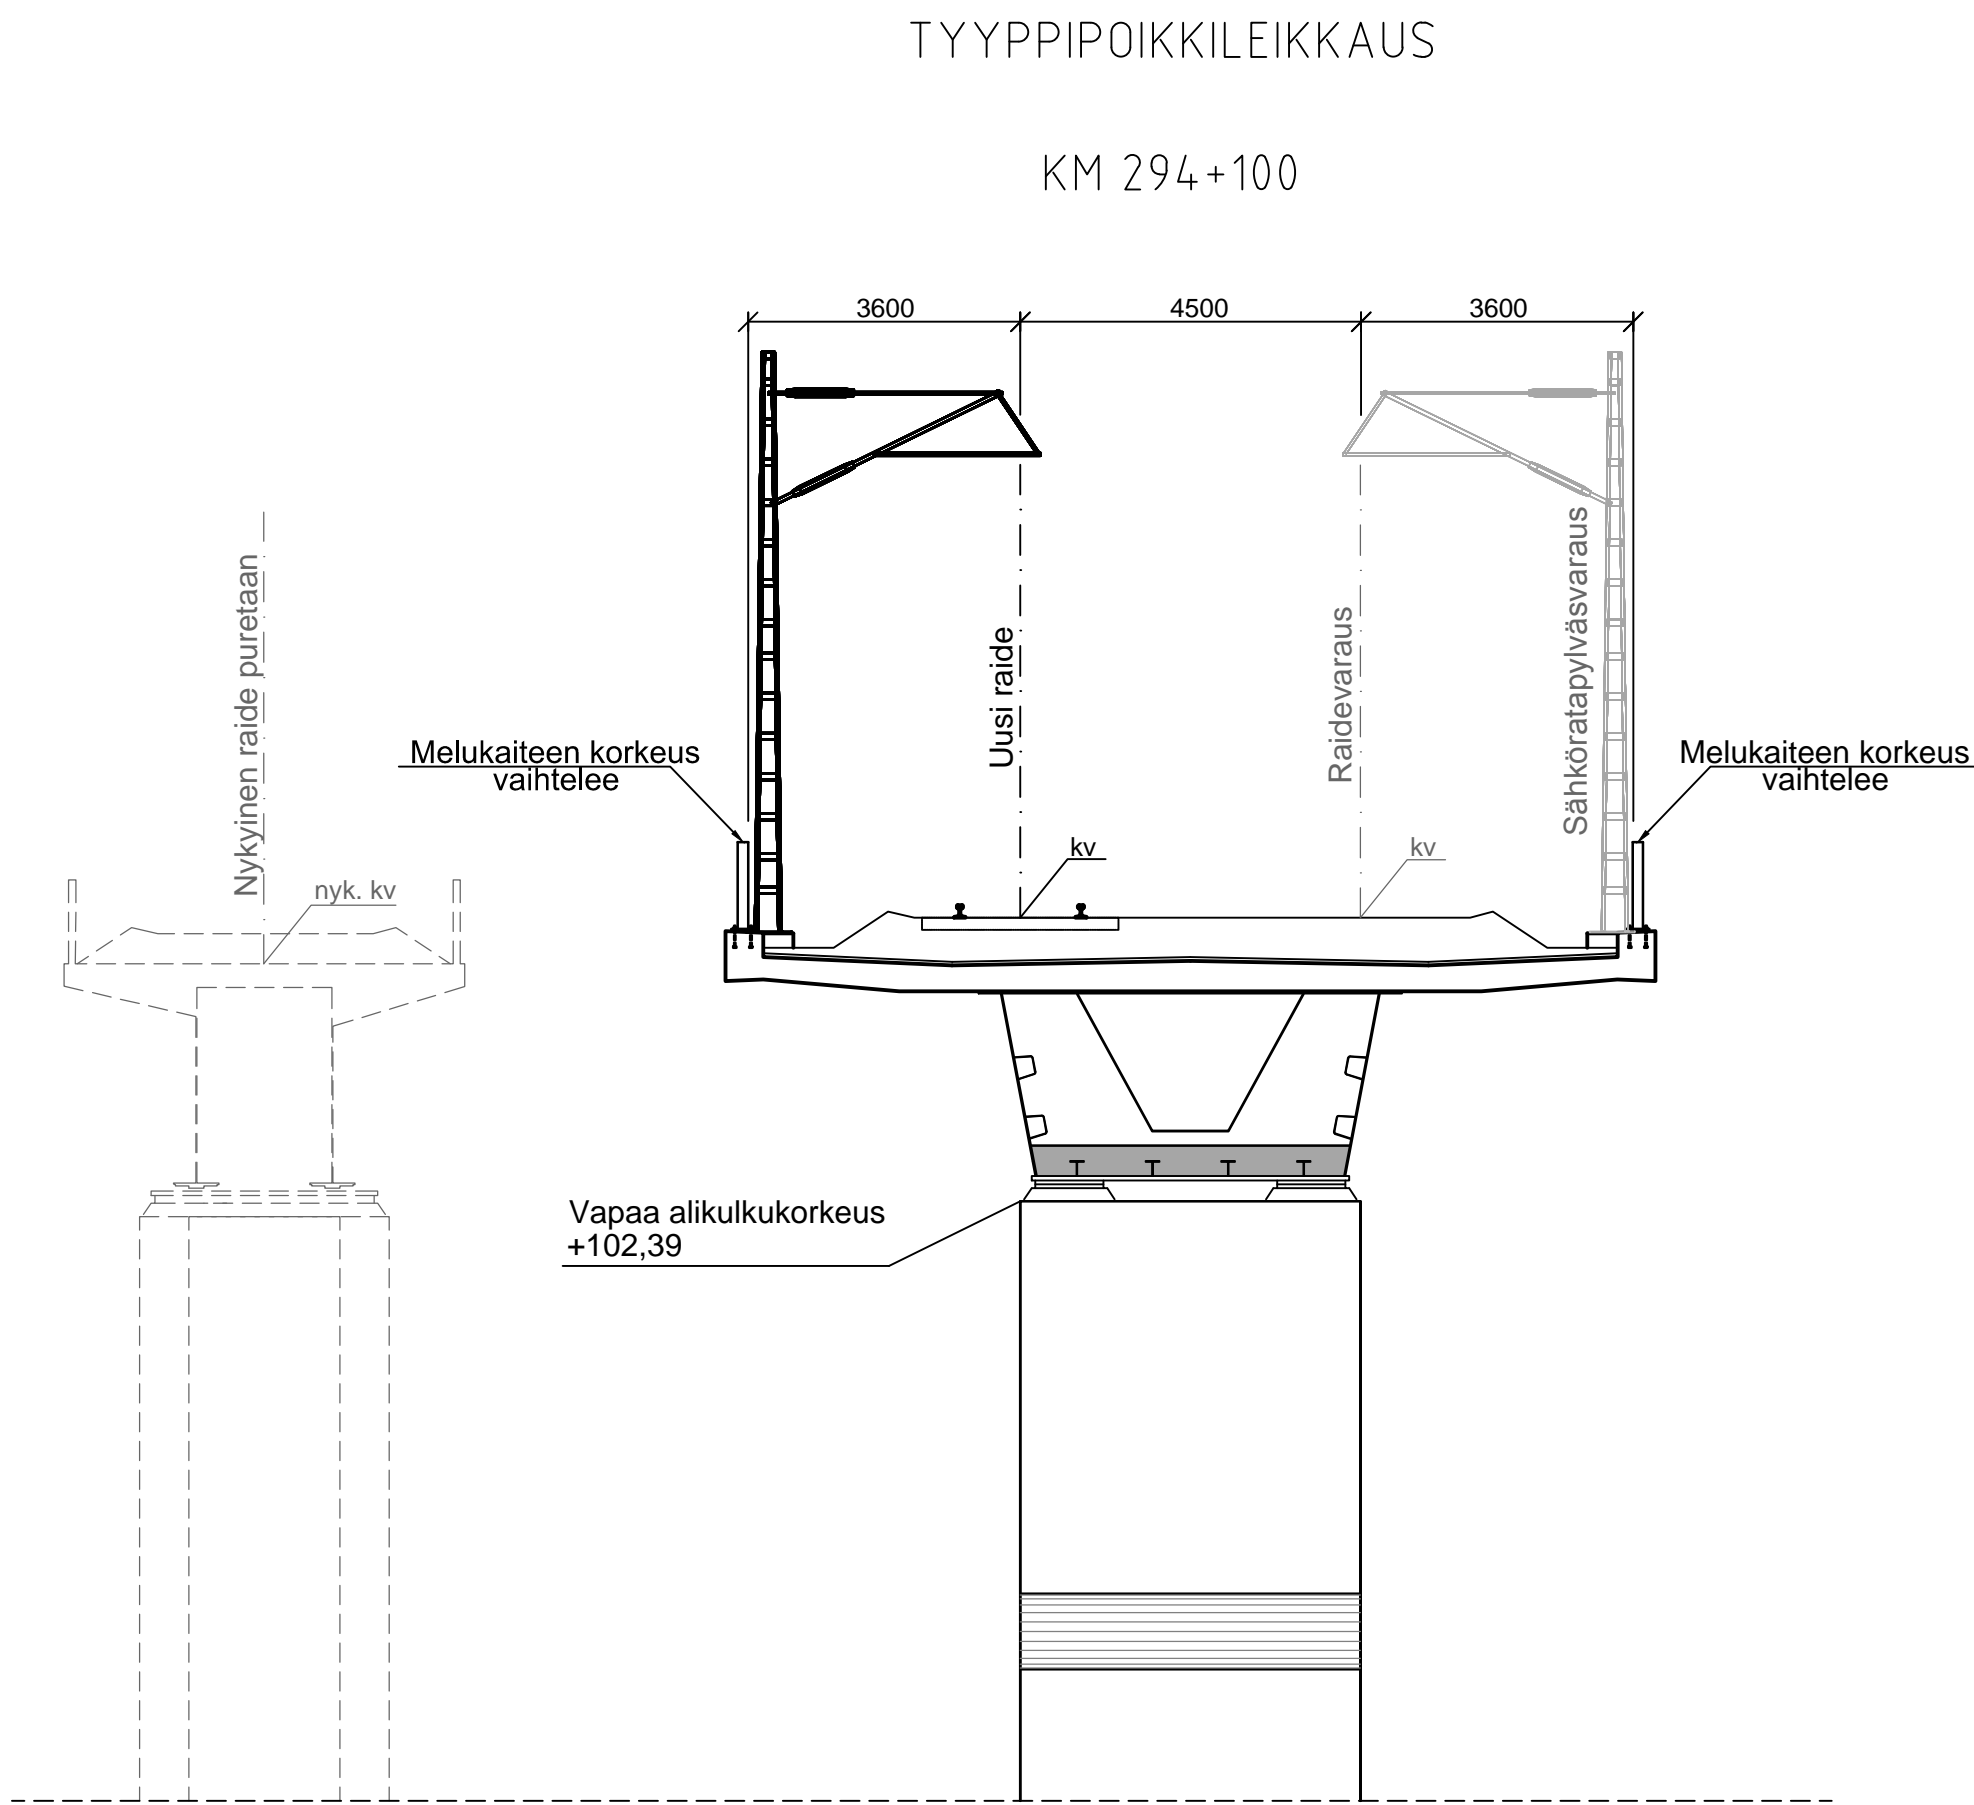 TYYPPIPOIKKILEIKKAUS
KM 294+100
3600
4500
3600
Nykyinen raide puretaan
Uusi raide
Raidevaraus
Sähköratapylväsvaraus
Melukaiteen korkeus
vaihtelee
Melukaiteen korkeus
vaihtelee
nyk. kv
kv
kv
Vapaa alikulkukorkeus
+102,39